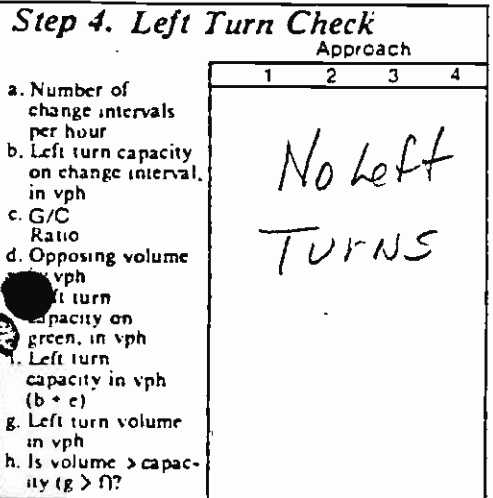 Step 4. Left Turn Check
Approach
1 2 3 4
a. Number of
change intervals
per hour
b. Left turn capacity
on change interval,
in vph
c. G/C
Ratio
d. Opposing volume
vph
turn
capacity on
green, in vph
f. Left turn
capacity in vph
(b + e)
g. Left turn volume
in vph
h. Is volume > capac-
ity (g > f)?
No Left
TURNS